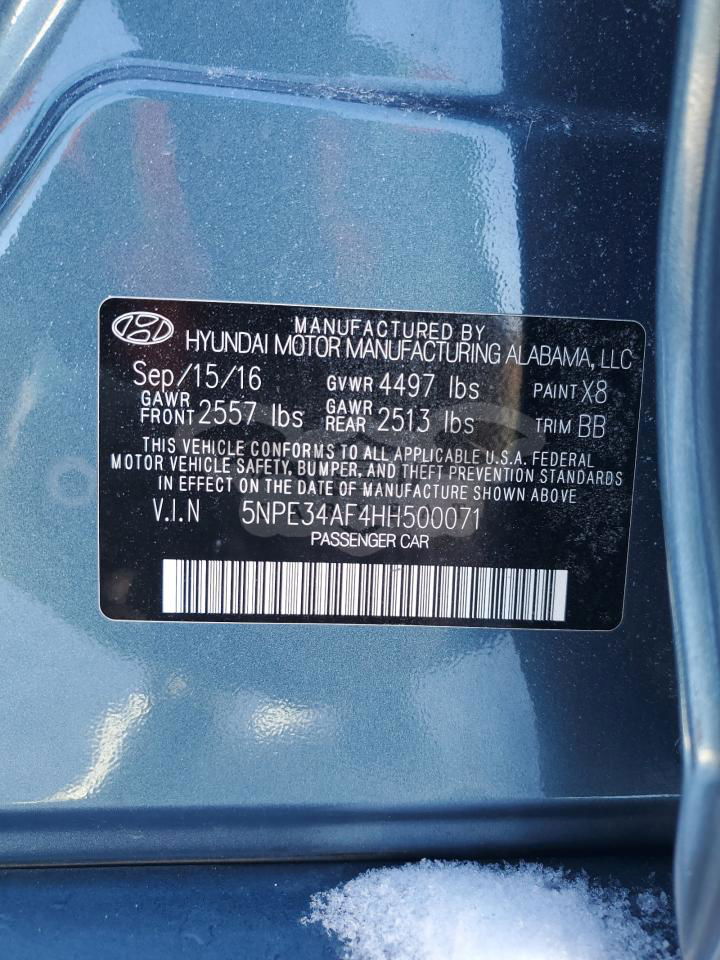 MANUFACTURED BY
HYUNDAI MOTOR MANUFACTURING ALABAMA, LLC
Sep/15/16 GVWR 4497 lbs PAINT X8
GAWR FRONT 2557 lbs GAWR REAR 2513 lbs TRIM BB
THIS VEHICLE CONFORMS TO ALL APPLICABLE U.S.A. FEDERAL
MOTOR VEHICLE SAFETY, BUMPER, AND THEFT PREVENTION STANDARDS
IN EFFECT ON THE DATE OF MANUFACTURE SHOWN ABOVE
V.I.N 5NPE34AF4HH500071
PASSENGER CAR